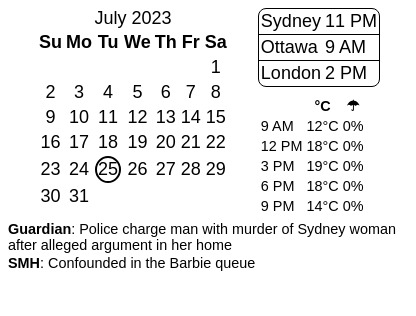 July 2023
Su Mo Tu We Th Fr Sa
1
2 3 4 5 6 7 8
9 10 11 12 13 14 15
16 17 18 19 20 21 22
23 24 25 26 27 28 29
30 31
Sydney 11 PM
Ottawa 9 AM
London 2 PM
°C ☂
9 AM 12°C 0%
12 PM 18°C 0%
3 PM 19°C 0%
6 PM 18°C 0%
9 PM 14°C 0%
Guardian: Police charge man with murder of Sydney woman
after alleged argument in her home
SMH: Confounded in the Barbie queue